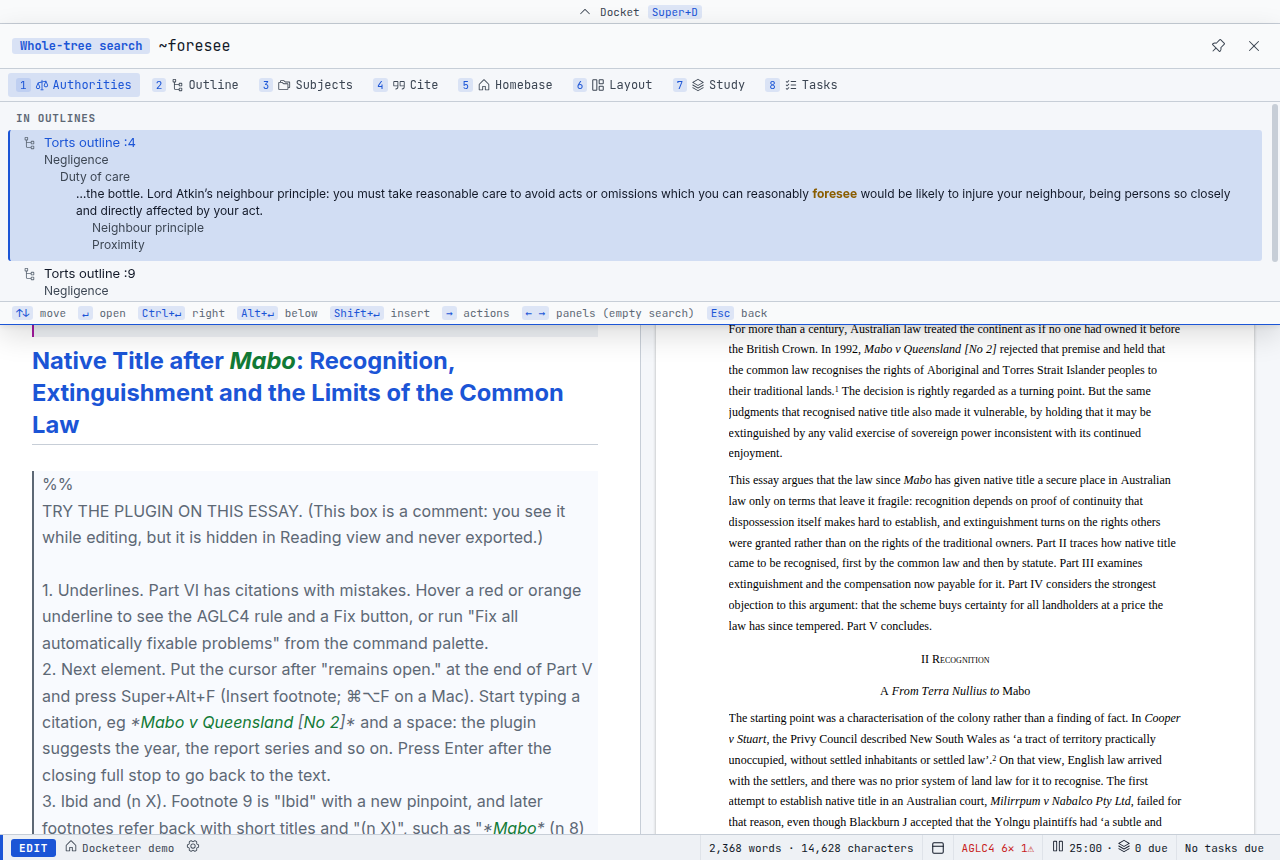 Docket Super+D
Whole-tree search ~foresee
1 Authorities 2 Outline 3 Subjects 4 Cite 5 Homebase 6 Layout 7 Study 8 Tasks
IN OUTLINES
Torts outline :4
Negligence
Duty of care
...the bottle. Lord Atkin's neighbour principle: you must take reasonable care to avoid acts or omissions which you can reasonably foresee would be likely to injure your neighbour, being persons so closely
and directly affected by your act.
Neighbour principle
Proximity
Torts outline :9
Negligence
↑↓ move ↵ open Ctrl+↵ right Alt+↵ below Shift+↵ insert → actions ← → panels (empty search) Esc back
Native Title after Mabo: Recognition,
Extinguishment and the Limits of the Common
Law
%%
TRY THE PLUGIN ON THIS ESSAY. (This box is a comment: you see it
while editing, but it is hidden in Reading view and never exported.)
1. Underlines. Part VI has citations with mistakes. Hover a red or orange
underline to see the AGLC4 rule and a Fix button, or run "Fix all
automatically fixable problems" from the command palette.
2. Next element. Put the cursor after "remains open." at the end of Part V
and press Super+Alt+F (Insert footnote; ⌘⌥F on a Mac). Start typing a
citation, eg *Mabo v Queensland [No 2]* and a space: the plugin
suggests the year, the report series and so on. Press Enter after the
closing full stop to go back to the text.
3. Ibid and (n X). Footnote 9 is "Ibid" with a new pinpoint, and later
footnotes refer back with short titles and "(n X)", such as "*Mabo* (n 8)
For more than a century, Australian law treated the continent as if no one had owned it before
the British Crown. In 1992, Mabo v Queensland [No 2] rejected that premise and held that
the common law recognises the rights of Aboriginal and Torres Strait Islander peoples to
their traditional lands.1 The decision is rightly regarded as a turning point. But the same
judgments that recognised native title also made it vulnerable, by holding that it may be
extinguished by any valid exercise of sovereign power inconsistent with its continued
enjoyment.
This essay argues that the law since Mabo has given native title a secure place in Australian
law only on terms that leave it fragile: recognition depends on proof of continuity that
dispossession itself makes hard to establish, and extinguishment turns on the rights others
were granted rather than on the rights of the traditional owners. Part II traces how native title
came to be recognised, first by the common law and then by statute. Part III examines
extinguishment and the compensation now payable for it. Part IV considers the strongest
objection to this argument: that the scheme buys certainty for all landholders at a price the
law has since tempered. Part V concludes.
II Recognition
A From Terra Nullius to Mabo
The starting point was a characterisation of the colony rather than a finding of fact. In Cooper
v Stuart, the Privy Council described New South Wales as ‘a tract of territory practically
unoccupied, without settled inhabitants or settled law’.2 On that view, English law arrived
with the settlers, and there was no prior system of land law for it to recognise. The first
attempt to establish native title in an Australian court, Milirrpum v Nabalco Pty Ltd, failed for
that reason, even though Blackburn J accepted that the Yolngu plaintiffs had ‘a subtle and
EDIT Docketeer demo 2,368 words · 14,628 characters AGLC4 6× 1⚠ 25:00 · 0 due No tasks due